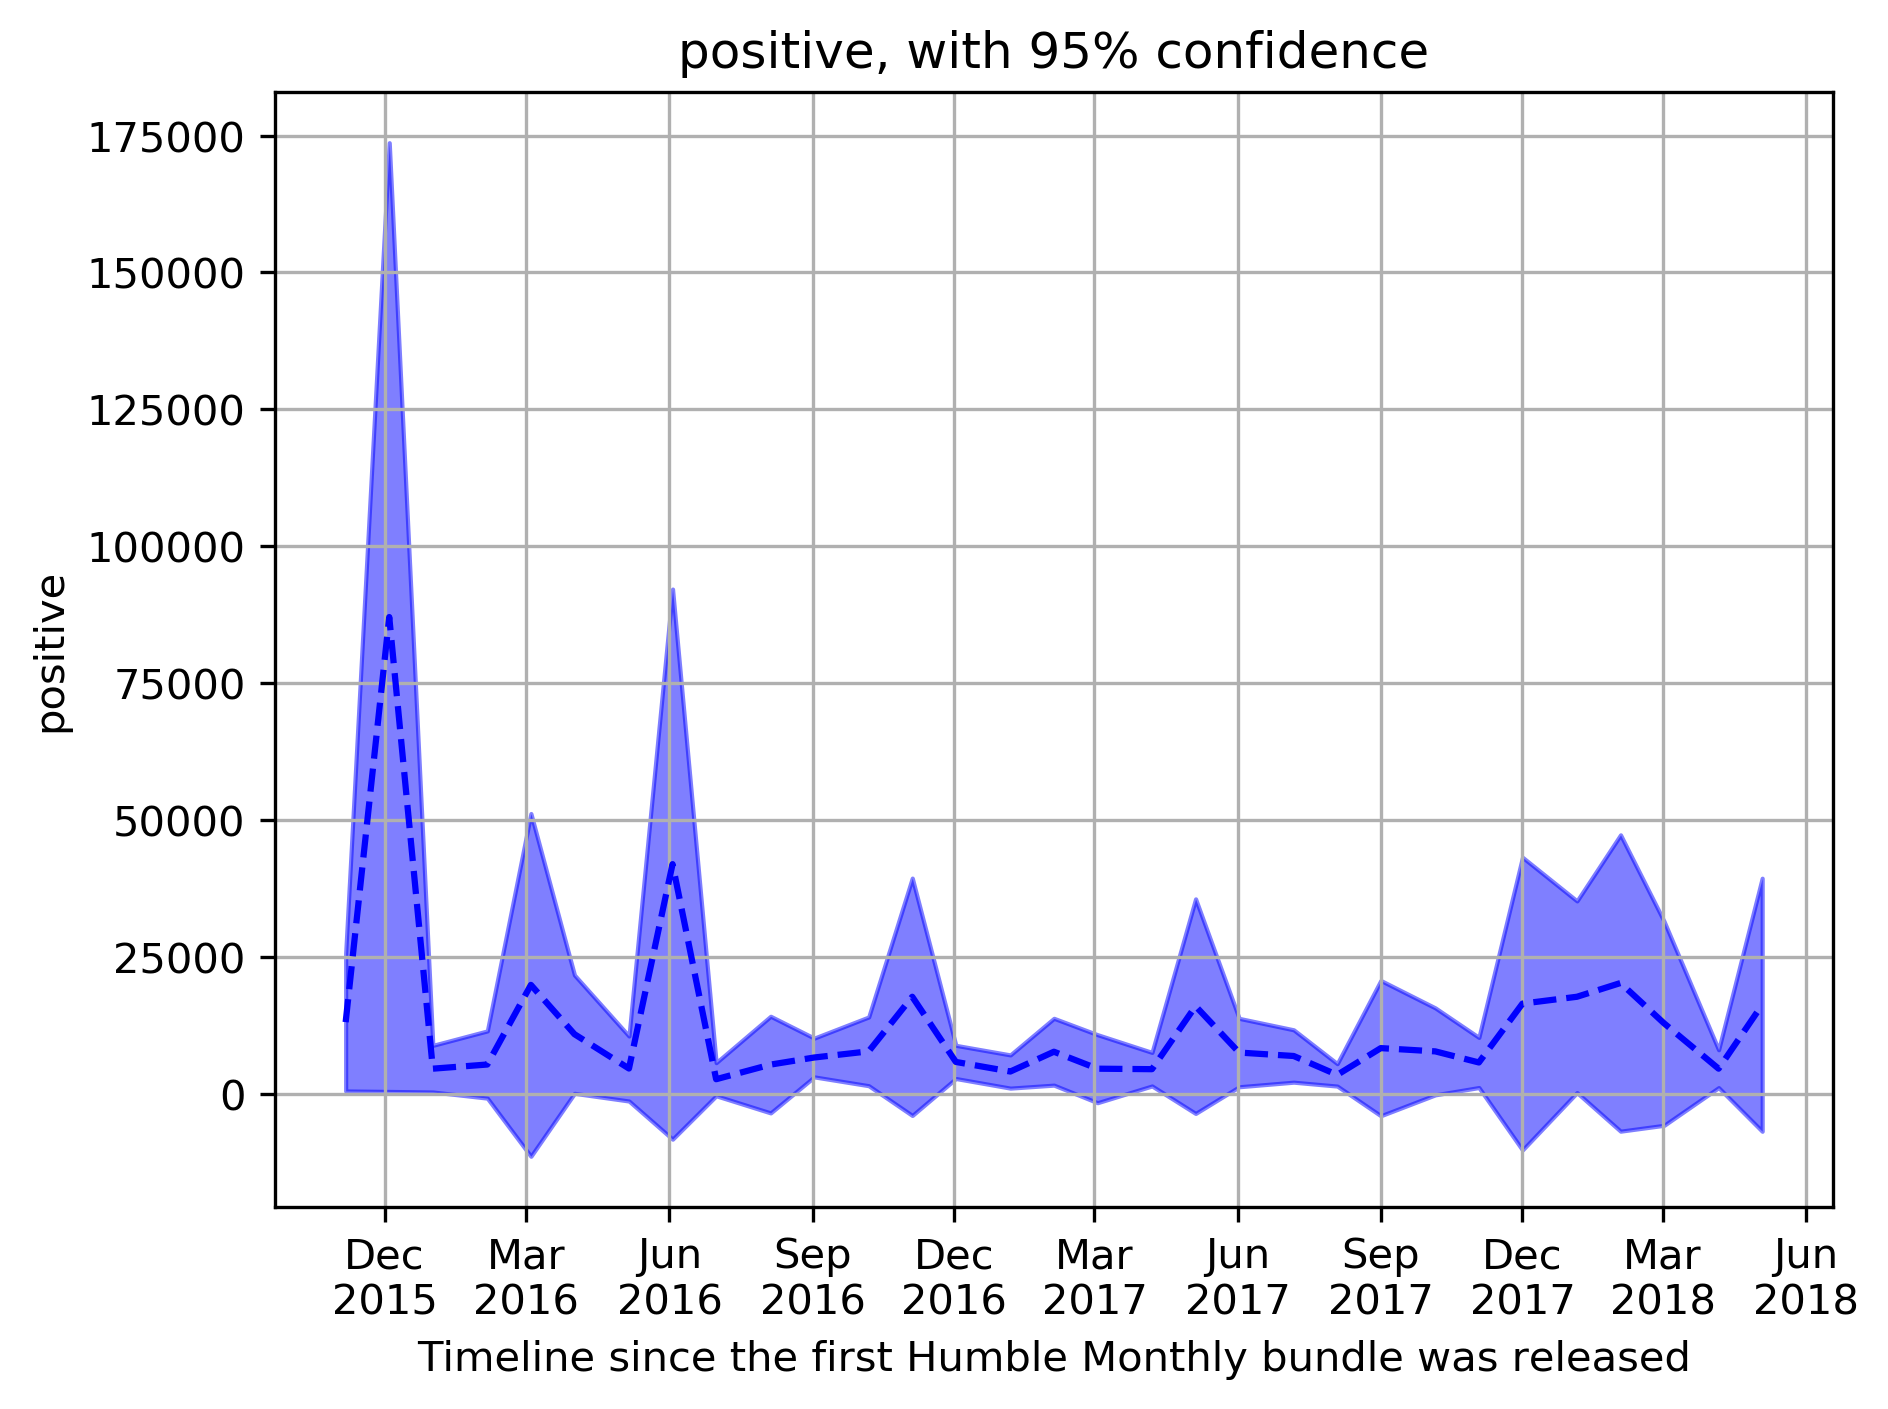 positive, with 95% confidence
175000
150000
125000
100000
75000
50000
25000
0
positive
Dec Mar Jun Sep Dec Mar Jun Sep Dec Mar Jun
2015 2016 2016 2016 2016 2017 2017 2017 2017 2018 2018
Timeline since the first Humble Monthly bundle was released